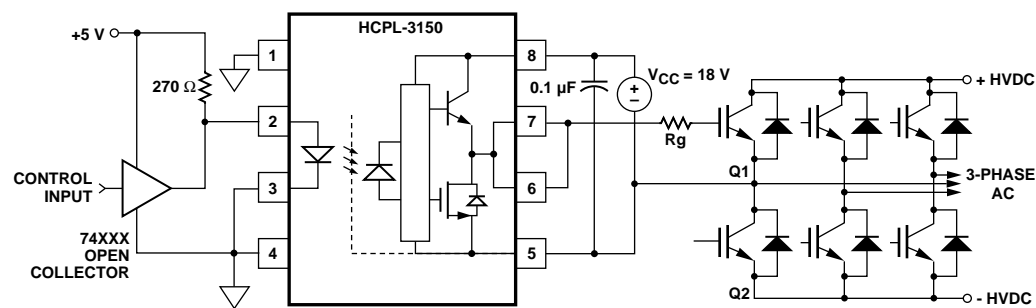 HCPL-3150
+5 V
270 Ω
1
2
3
4
8
7
6
5
0.1 µF
VCC = 18 V
+
–
Rg
+ HVDC
Q1
3-PHASE
AC
Q2
- HVDC
CONTROL
INPUT
74XXX
OPEN
COLLECTOR